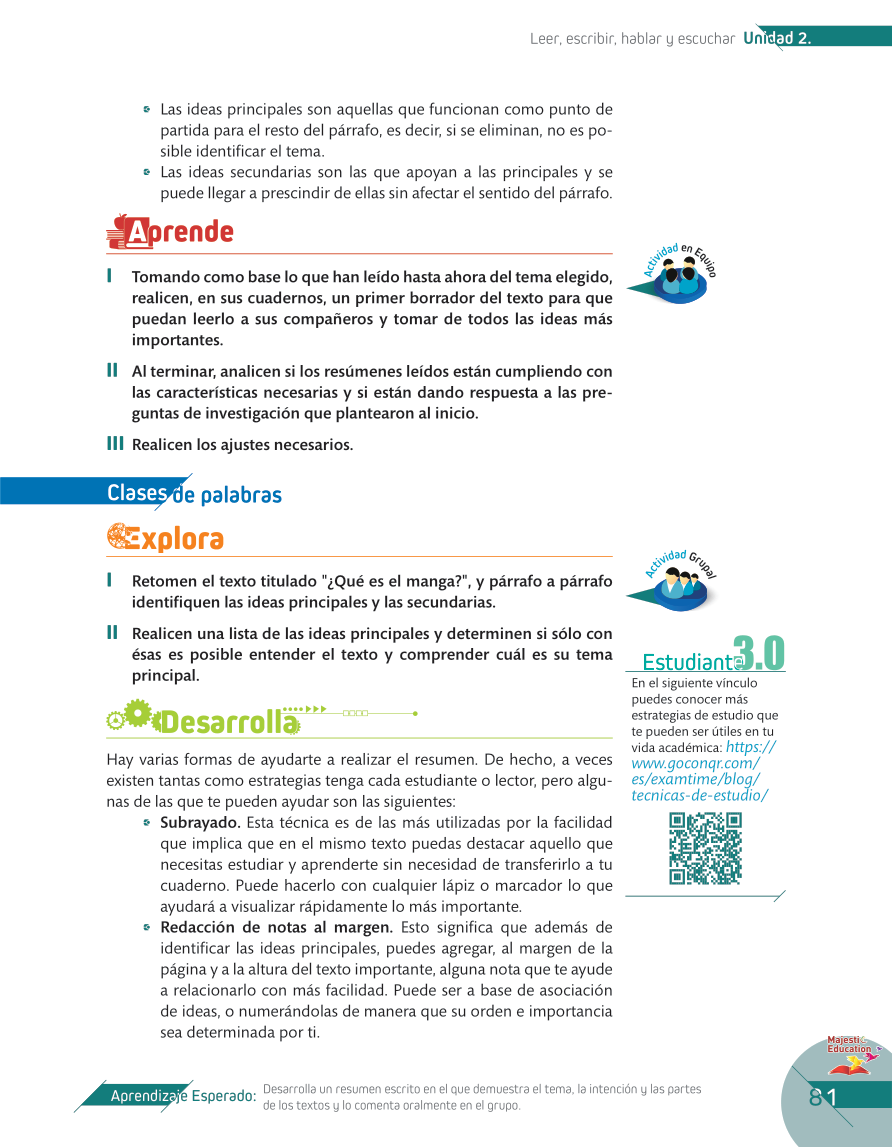 Leer, escribir, hablar y escuchar Unidad 2.
Las ideas principales son aquellas que funcionan como punto de
partida para el resto del párrafo, es decir, si se eliminan, no es po-
sible identificar el tema.
Las ideas secundarias son las que apoyan a las principales y se
puede llegar a prescindir de ellas sin afectar el sentido del párrafo.
Aprende
Actividad en Equipo
I Tomando como base lo que han leído hasta ahora del tema elegido,
realicen, en sus cuadernos, un primer borrador del texto para que
puedan leerlo a sus compañeros y tomar de todos las ideas más
importantes.
II Al terminar, analicen si los resúmenes leídos están cumpliendo con
las características necesarias y si están dando respuesta a las pre-
guntas de investigación que plantearon al inicio.
III Realicen los ajustes necesarios.
Clases de palabras
Explora
Actividad Grupal
I Retomen el texto titulado "¿Qué es el manga?", y párrafo a párrafo
identifiquen las ideas principales y las secundarias.
II Realicen una lista de las ideas principales y determinen si sólo con
ésas es posible entender el texto y comprender cuál es su tema
principal.
Estudiante 3.0
En el siguiente vínculo
puedes conocer más
estrategias de estudio que
te pueden ser útiles en tu
vida académica: https://
www.goconqr.com/
es/examtime/blog/
tecnicas-de-estudio/
Desarrolla
Hay varias formas de ayudarte a realizar el resumen. De hecho, a veces
existen tantas como estrategias tenga cada estudiante o lector, pero algu-
nas de las que te pueden ayudar son las siguientes:
Subrayado. Esta técnica es de las más utilizadas por la facilidad
que implica que en el mismo texto puedas destacar aquello que
necesitas estudiar y aprenderte sin necesidad de transferirlo a tu
cuaderno. Puede hacerlo con cualquier lápiz o marcador lo que
ayudará a visualizar rápidamente lo más importante.
Redacción de notas al margen. Esto significa que además de
identificar las ideas principales, puedes agregar, al margen de la
página y a la altura del texto importante, alguna nota que te ayude
a relacionarlo con más facilidad. Puede ser a base de asociación
de ideas, o numerándolas de manera que su orden e importancia
sea determinada por ti.
Majestic
Education
Aprendizaje Esperado: Desarrolla un resumen escrito en el que demuestra el tema, la intención y las partes
de los textos y lo comenta oralmente en el grupo.
81